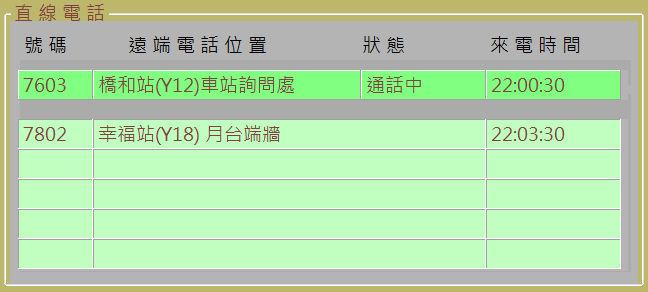 直線電話
號碼 遠端電話位置 狀態 來電時間
7603 橋和站(Y12)車站詢問處 通話中 22:00:30
7802 幸福站(Y18) 月台端牆 22:03:30